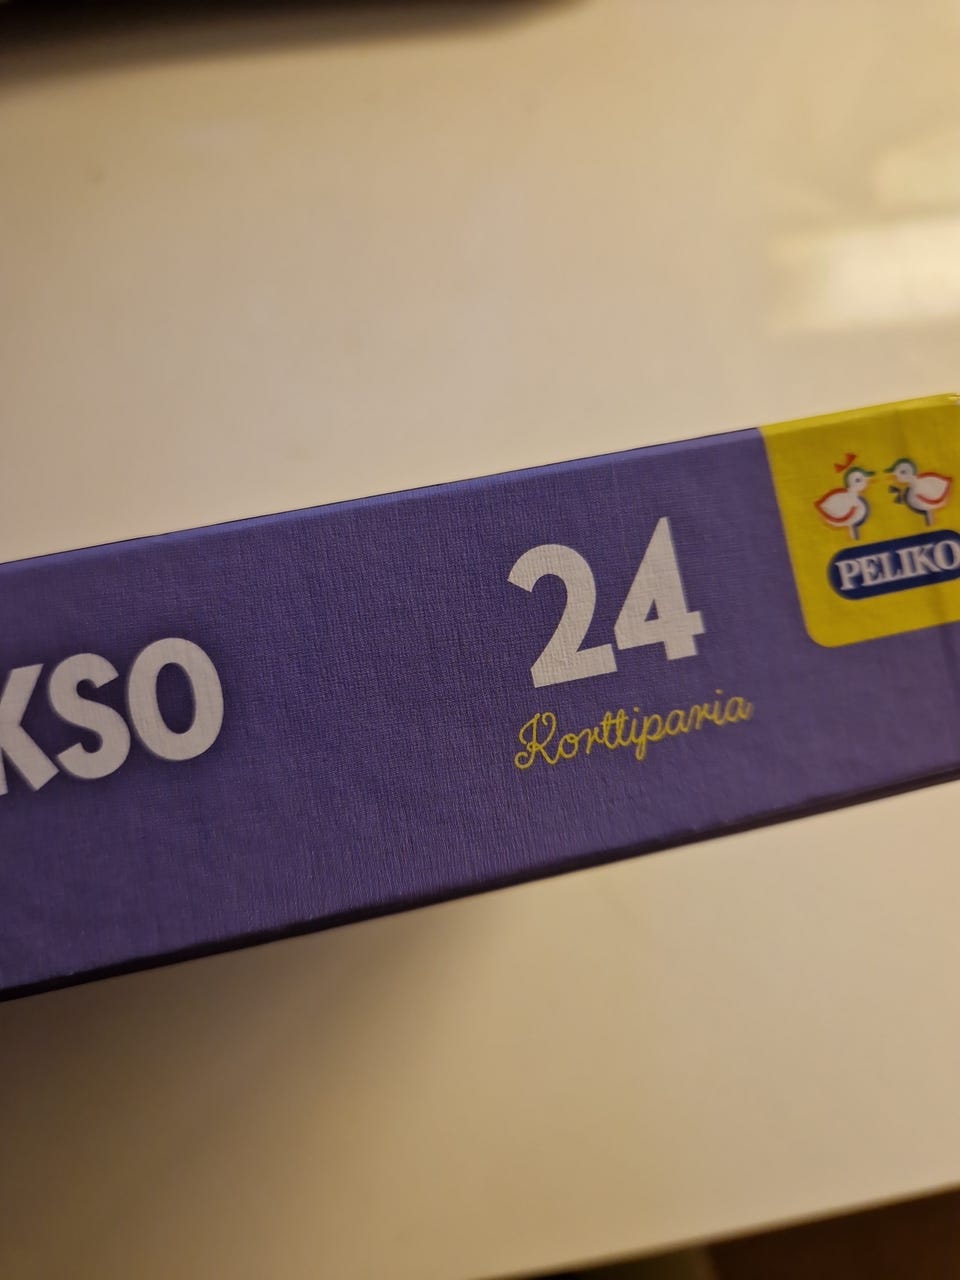 KSO
24
Korttiparia
PELIKO